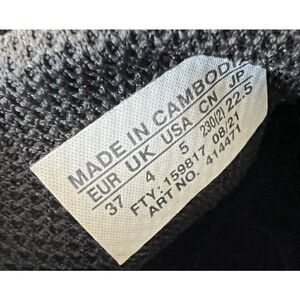 MADE IN CAMBODIA
EUR UK USA CN JP
37 4 5 230(2) 22.5
FTY.:159817 08/21
ART NO. 414471